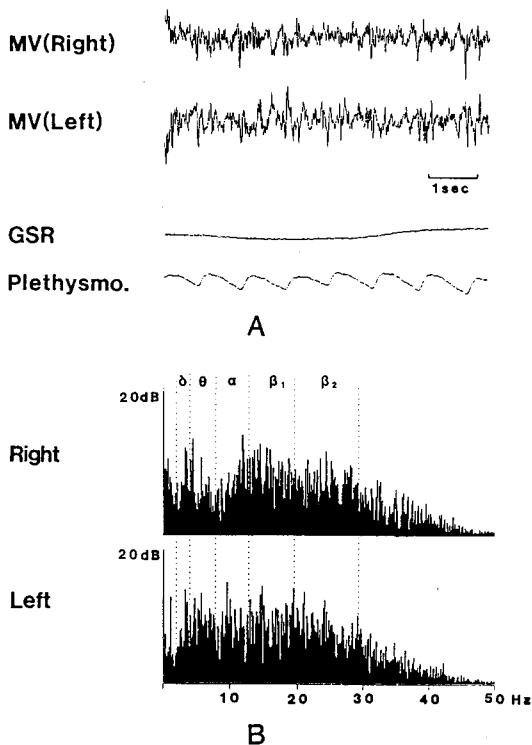 MV(Right)
MV(Left)
1sec
GSR
Plethysmo.
A
δ θ α β₁ β₂
20dB
Right
20dB
Left
10 20 30 40 50 Hz
B